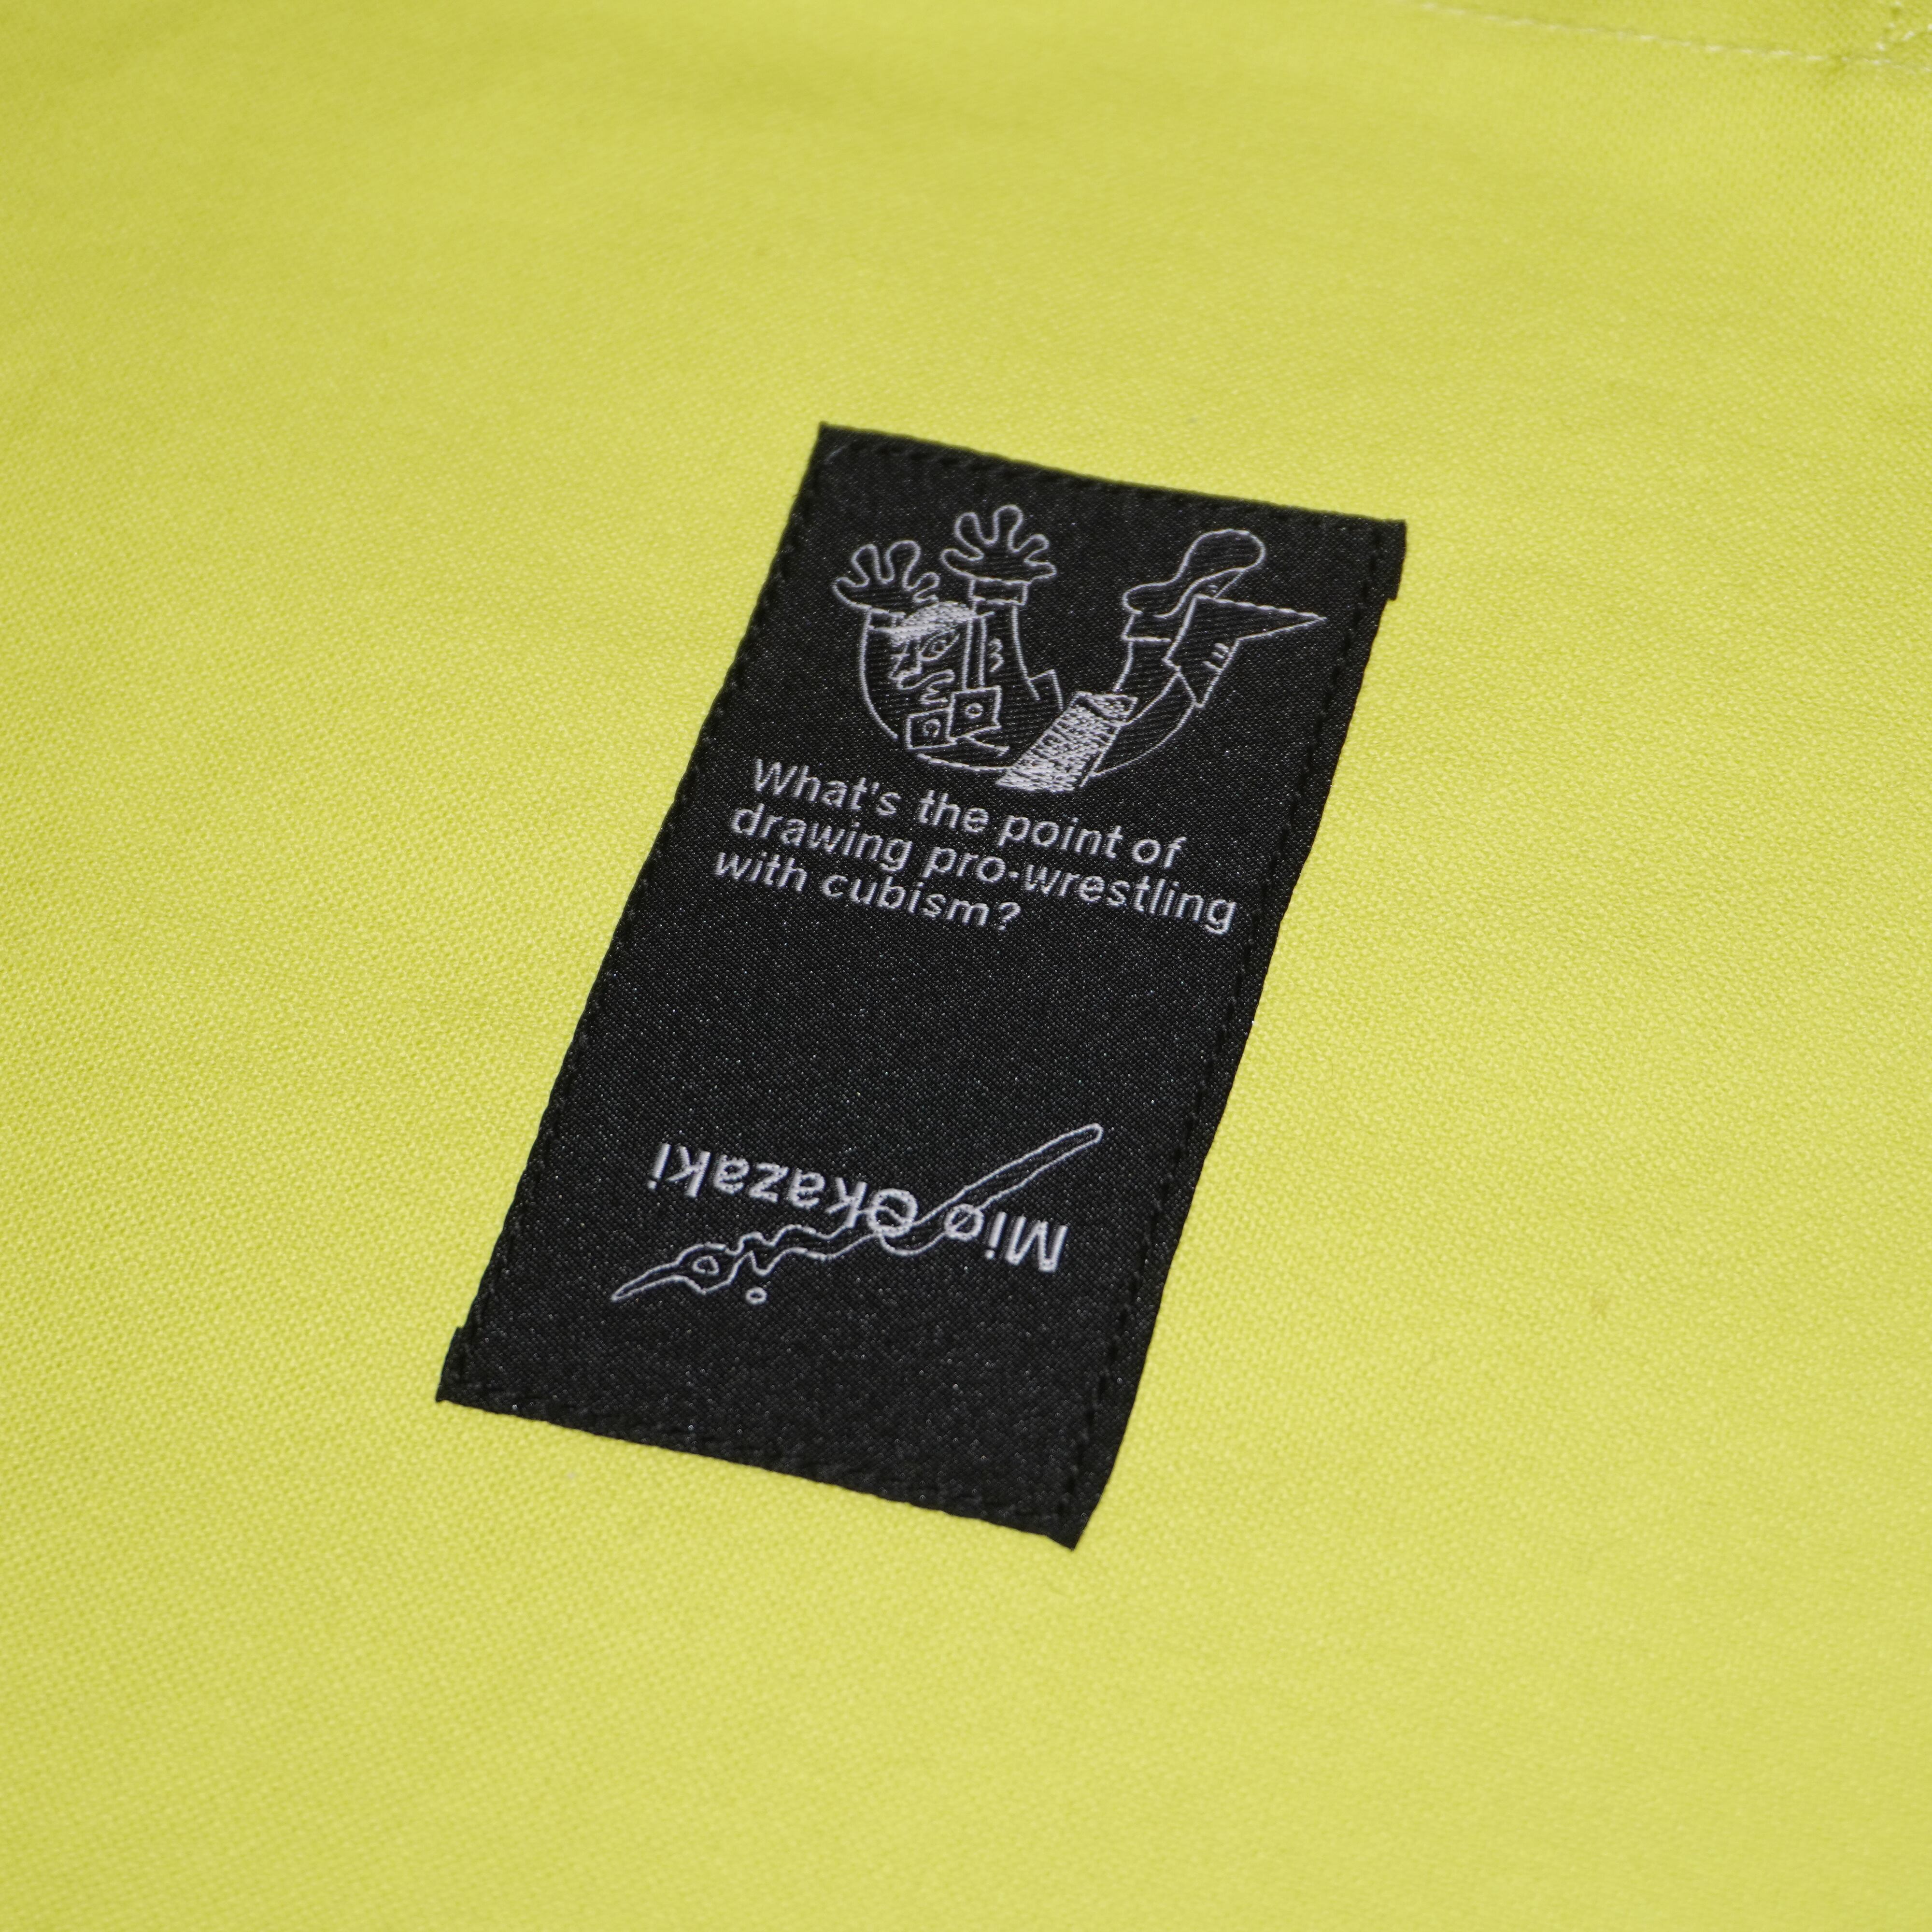 What's the point of
drawing pro-wrestling
with cubism?
Mio Okazaki